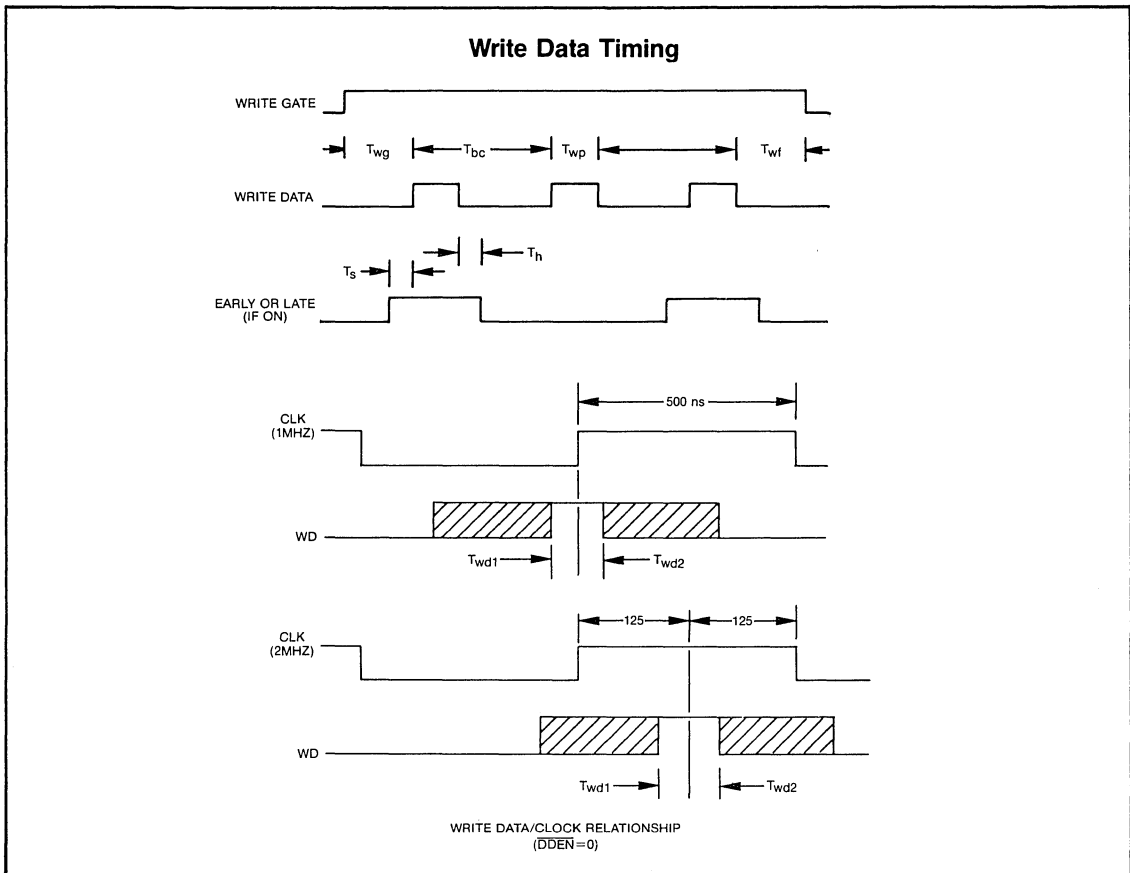 Write Data Timing
WRITE GATE
Twg Tbc Twp Twf
WRITE DATA
Th
Ts
EARLY OR LATE
(IF ON)
500 ns
CLK
(1MHZ)
WD
Twd1 Twd2
125 125
CLK
(2MHZ)
WD
Twd1 Twd2
WRITE DATA/CLOCK RELATIONSHIP
(D̅D̅E̅N̅=0)